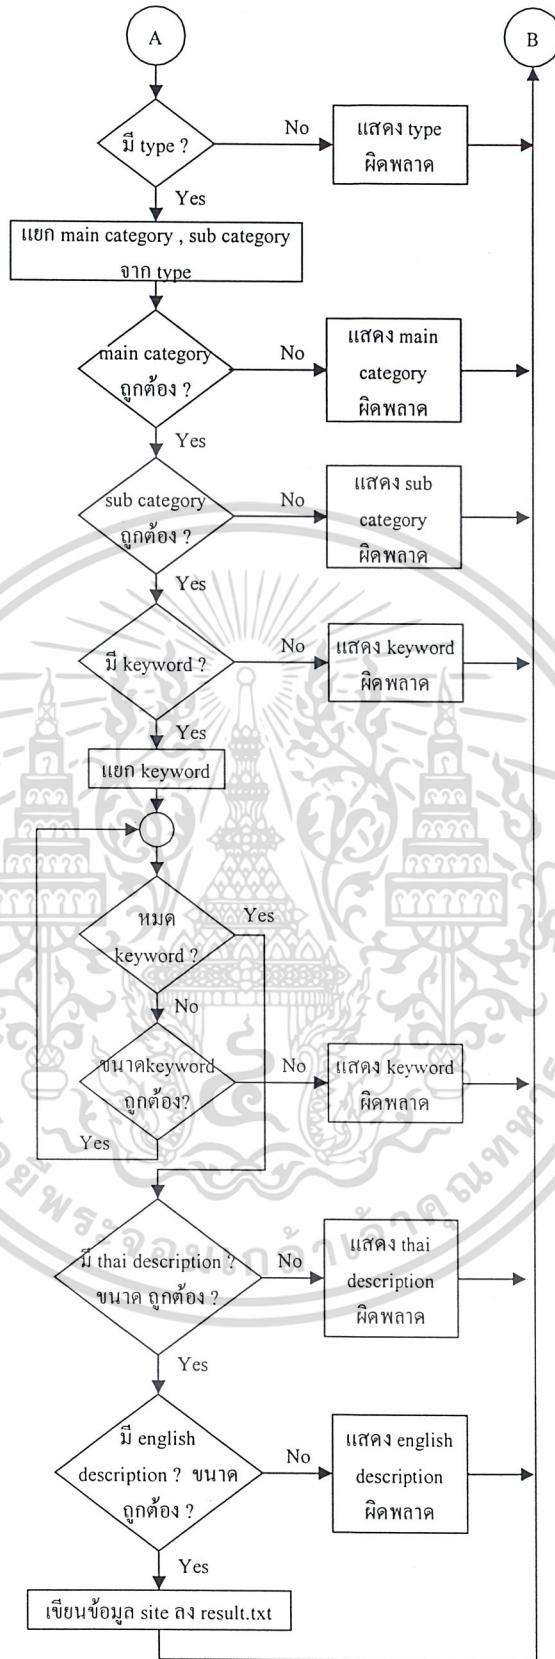 A
B
มี type ?
No
แสดง type
ผิดพลาด
Yes
แยก main category , sub category
จาก type
main category
ถูกต้อง ?
No
แสดง main
category
ผิดพลาด
Yes
sub category
ถูกต้อง ?
No
แสดง sub
category
ผิดพลาด
Yes
มี keyword ?
No
แสดง keyword
ผิดพลาด
Yes
แยก keyword
หมด
keyword ?
Yes
No
ขนาดkeyword
ถูกต้อง?
No
แสดง keyword
ผิดพลาด
Yes
มี thai description ?
ขนาด ถูกต้อง ?
No
แสดง thai
description
ผิดพลาด
Yes
มี english
description ? ขนาด
ถูกต้อง ?
No
แสดง english
description
ผิดพลาด
Yes
เขียนข้อมูล site ลง result.txt